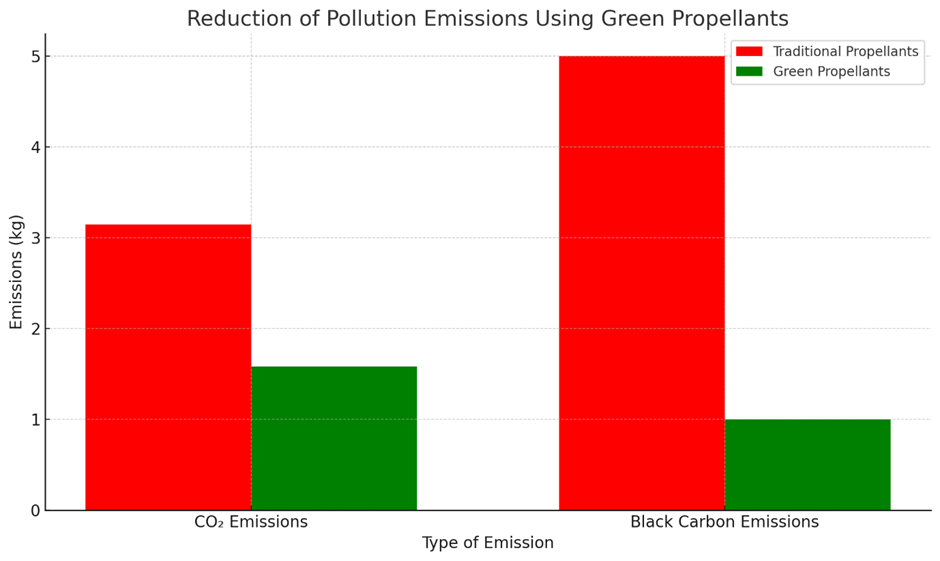 Reduction of Pollution Emissions Using Green Propellants
Traditional Propellants
Green Propellants
Emissions (kg)
5
4
3
2
1
0
CO₂ Emissions
Black Carbon Emissions
Type of Emission